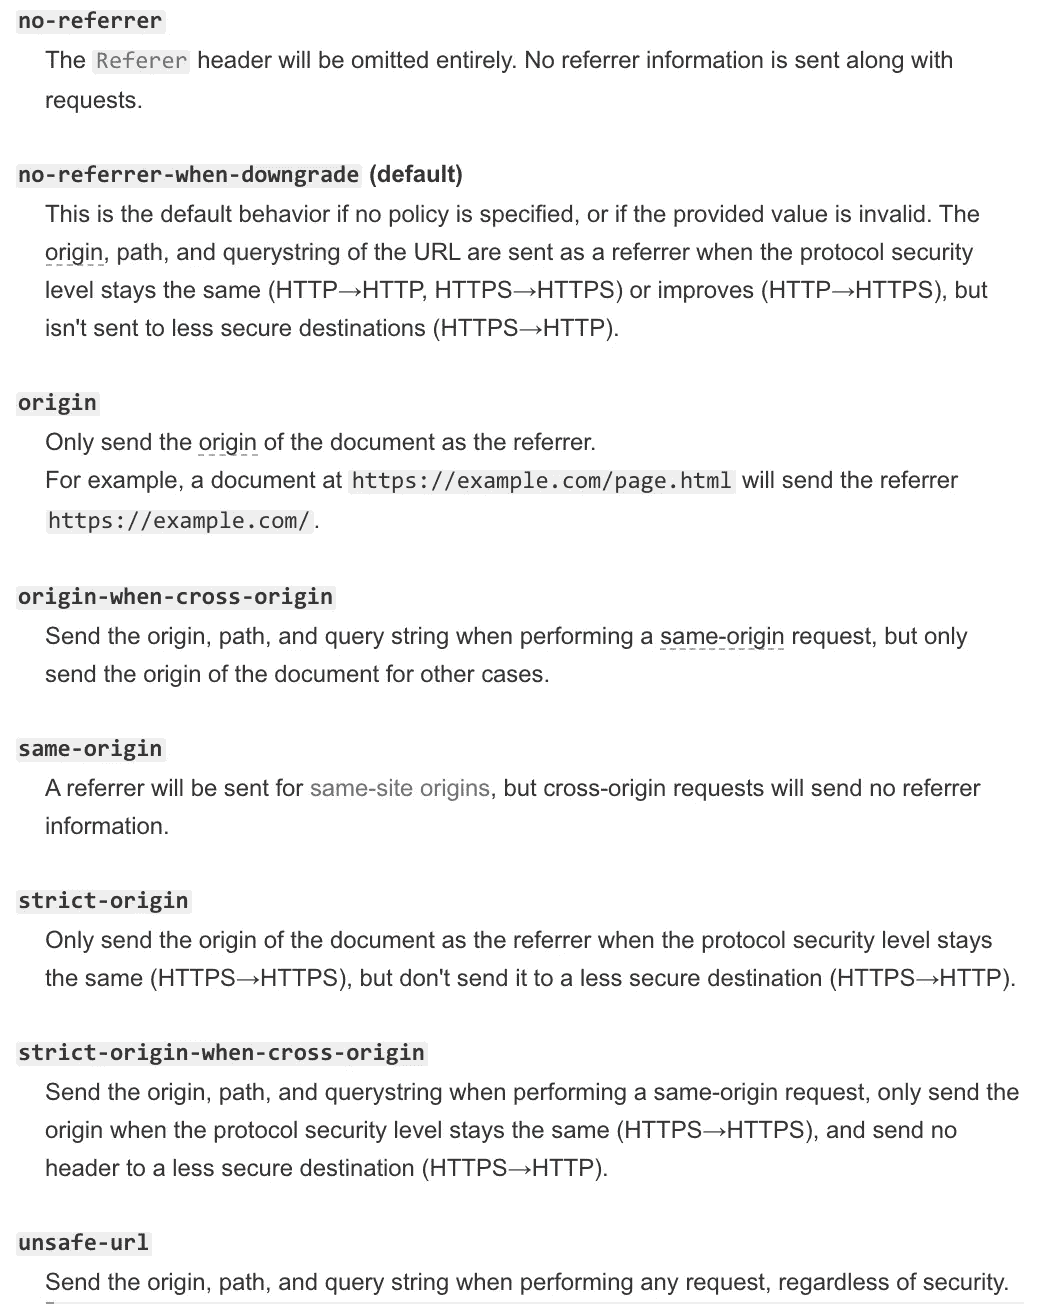 no-referrer
The Referer header will be omitted entirely. No referrer information is sent along with
requests.
no-referrer-when-downgrade (default)
This is the default behavior if no policy is specified, or if the provided value is invalid. The
origin, path, and querystring of the URL are sent as a referrer when the protocol security
level stays the same (HTTP→HTTP, HTTPS→HTTPS) or improves (HTTP→HTTPS), but
isn't sent to less secure destinations (HTTPS→HTTP).
origin
Only send the origin of the document as the referrer.
For example, a document at https://example.com/page.html will send the referrer
https://example.com/.
origin-when-cross-origin
Send the origin, path, and query string when performing a same-origin request, but only
send the origin of the document for other cases.
same-origin
A referrer will be sent for same-site origins, but cross-origin requests will send no referrer
information.
strict-origin
Only send the origin of the document as the referrer when the protocol security level stays
the same (HTTPS→HTTPS), but don't send it to a less secure destination (HTTPS→HTTP).
strict-origin-when-cross-origin
Send the origin, path, and querystring when performing a same-origin request, only send the
origin when the protocol security level stays the same (HTTPS→HTTPS), and send no
header to a less secure destination (HTTPS→HTTP).
unsafe-url
Send the origin, path, and query string when performing any request, regardless of security.